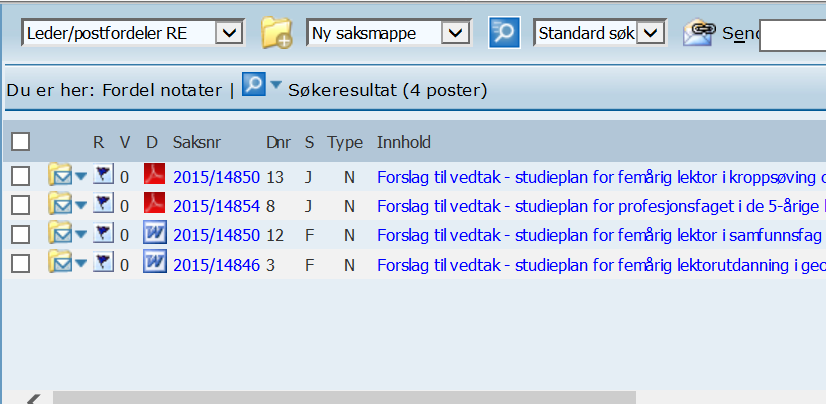 Leder/postfordeler RE Ny saksmappe Standard søk Send
Du er her: Fordel notater | Søkeresultat (4 poster)
R V D Saksnr Dnr S Type Innhold
0 2015/14850 13 J N Forslag til vedtak - studieplan for femårig lektor i kroppsøving
0 2015/14854 8 J N Forslag til vedtak - studieplan for profesjonsfaget i de 5-årige
0 W 2015/14850 12 F N Forslag til vedtak - studieplan for femårig lektor i samfunnsfag
0 W 2015/14846 3 F N Forslag til vedtak - studieplan for femårig lektorutdanning i geo